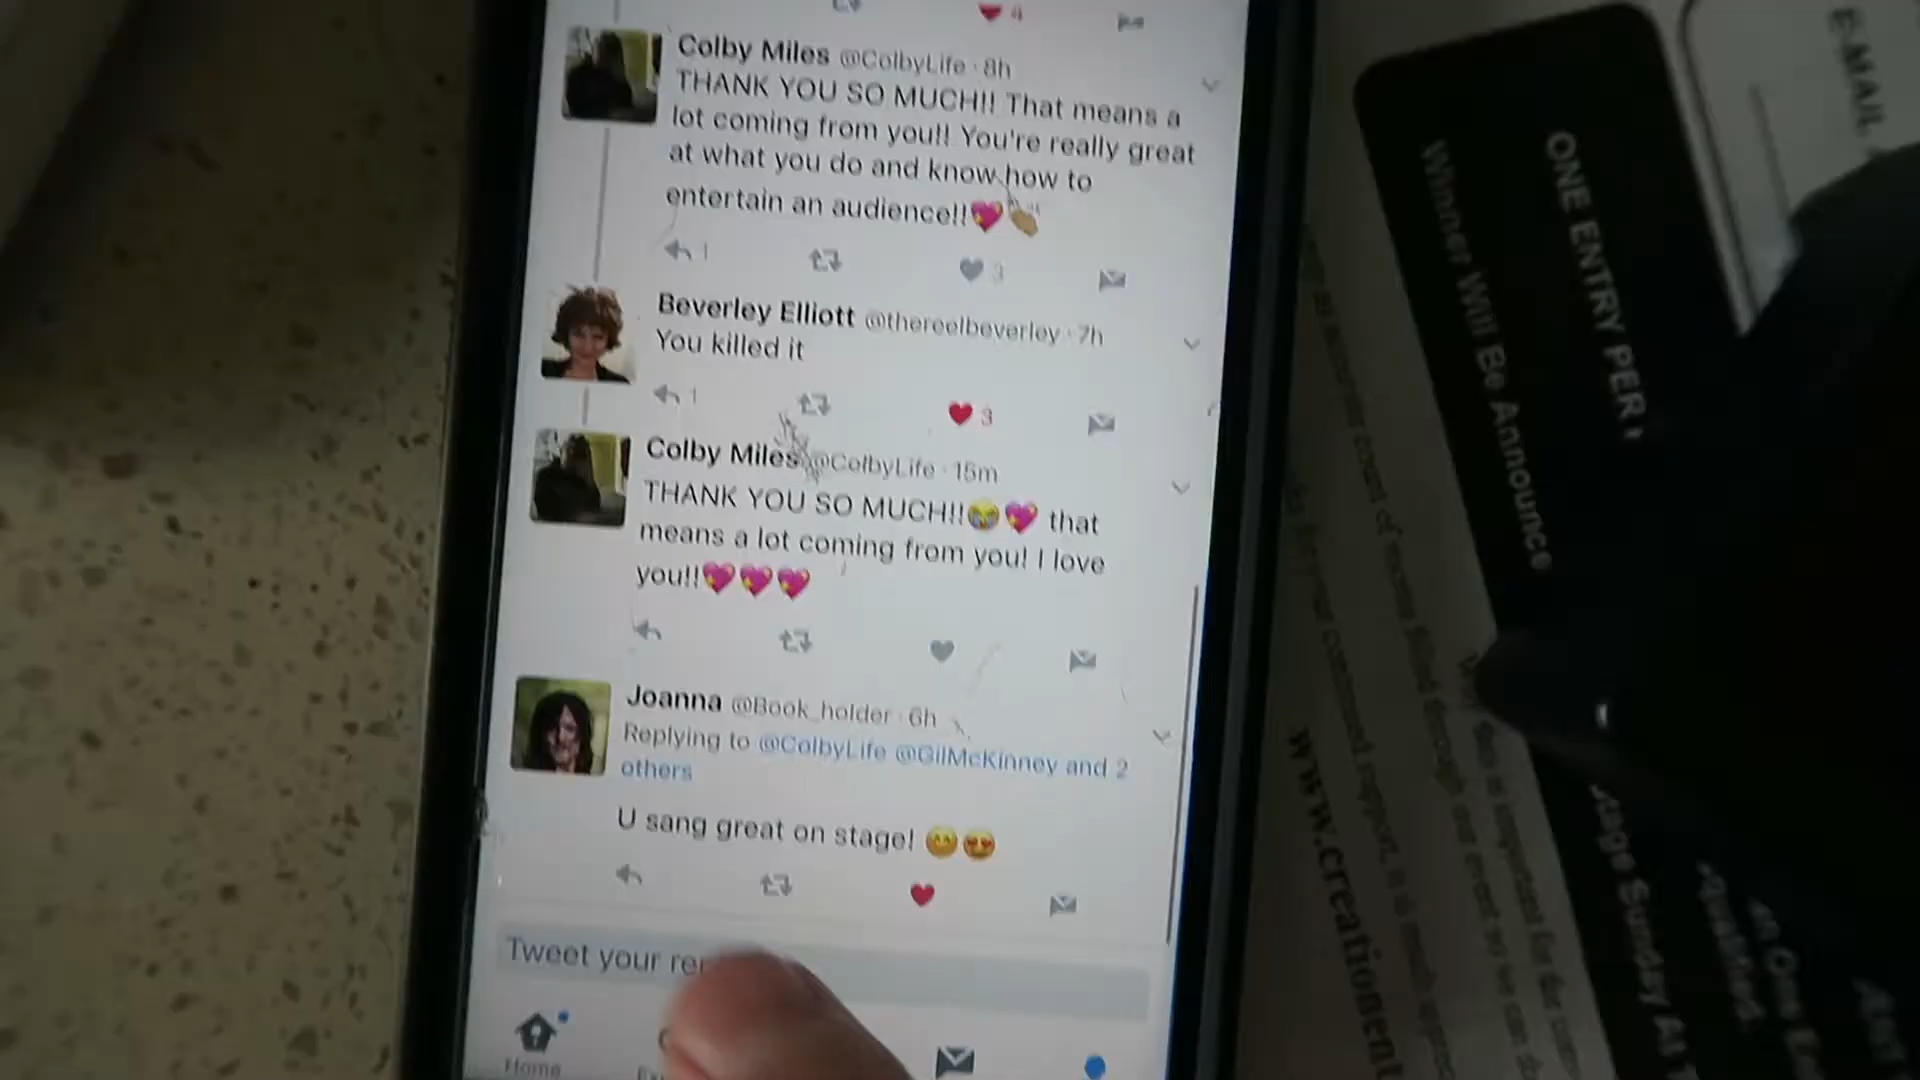 4
Colby Miles @ColbyLife · 8h
THANK YOU SO MUCH!! That means a
lot coming from you!! You're really great
at what you do and know how to
entertain an audience!!💖👏
1
3
Beverley Elliott @thereelbeverley · 7h
You killed it
1
3
Colby Miles @ColbyLife · 15m
THANK YOU SO MUCH!!😭💖 that
means a lot coming from you! I love
you!!💖💖💖
Joanna @Book_holder · 6h
Replying to @ColbyLife @GilMcKinney and 2
others
U sang great on stage! 😊😍
Tweet your
Home
E-MAIL
ONE ENTRY PER
Winner Will Be Announce
Sunday At
www.creationent